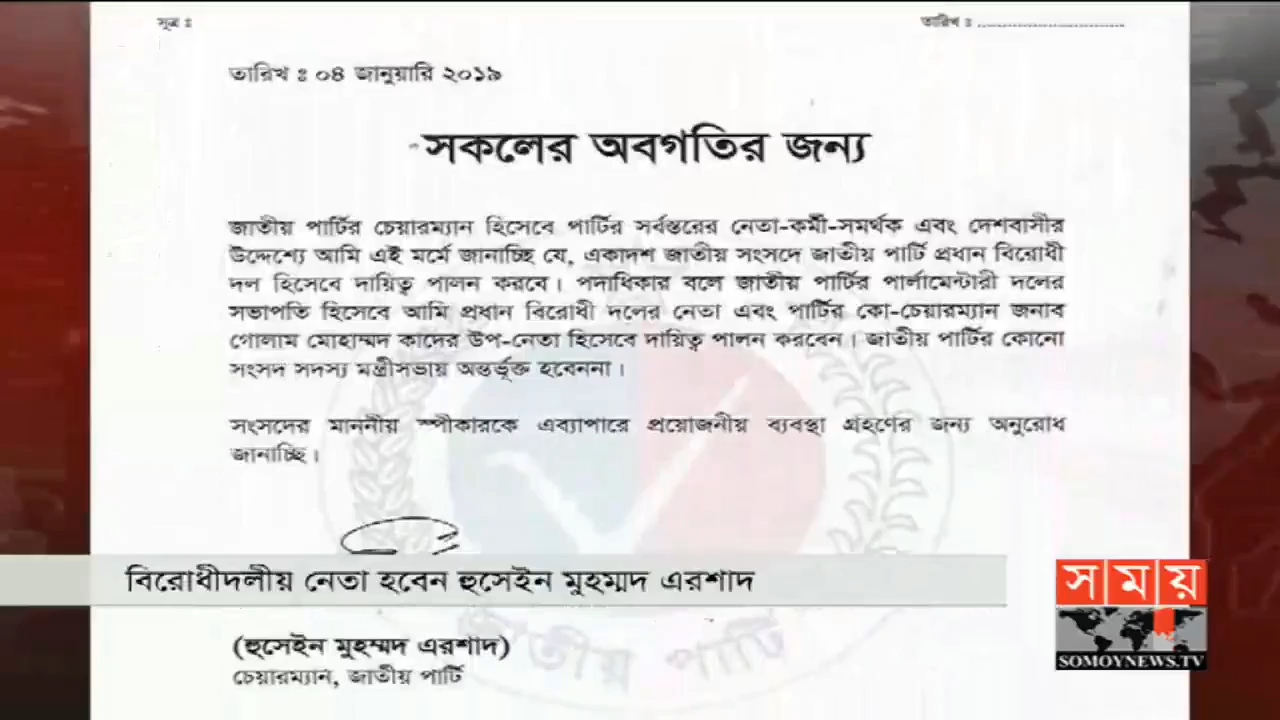 সূত্র ঃ
তারিখ ঃ
তারিখ ঃ ০৪ জানুয়ারি ২০১৯
সকলের অবগতির জন্য
জাতীয় পার্টির চেয়ারম্যান হিসেবে পার্টির সর্বস্তরের নেতা-কর্মী-সমর্থক এবং দেশবাসীর
উদ্দেশ্যে আমি এই মর্মে জানাচ্ছি যে, একাদশ জাতীয় সংসদে জাতীয় পার্টি প্রধান বিরোধী
দল হিসেবে দায়িত্ব পালন করবে। পদাধিকার বলে জাতীয় পার্টির পার্লামেন্টারী দলের
সভাপতি হিসেবে আমি প্রধান বিরোধী দলের নেতা এবং পার্টির কো-চেয়ারম্যান জনাব
গোলাম মোহাম্মদ কাদের উপ-নেতা হিসেবে দায়িত্ব পালন করবেন। জাতীয় পার্টির কোনো
সংসদ সদস্য মন্ত্রীসভায় অন্তর্ভূক্ত হবেননা।
সংসদের মাননীয় স্পীকারকে এব্যাপারে প্রয়োজনীয় ব্যবস্থা গ্রহণের জন্য অনুরোধ
জানাচ্ছি।
বিরোধীদলীয় নেতা হবেন হুসেইন মুহম্মদ এরশাদ
সময়
SOMOYNEWS.TV
(হুসেইন মুহম্মদ এরশাদ)
চেয়ারম্যান, জাতীয় পার্টি
জাতীয় পার্টি